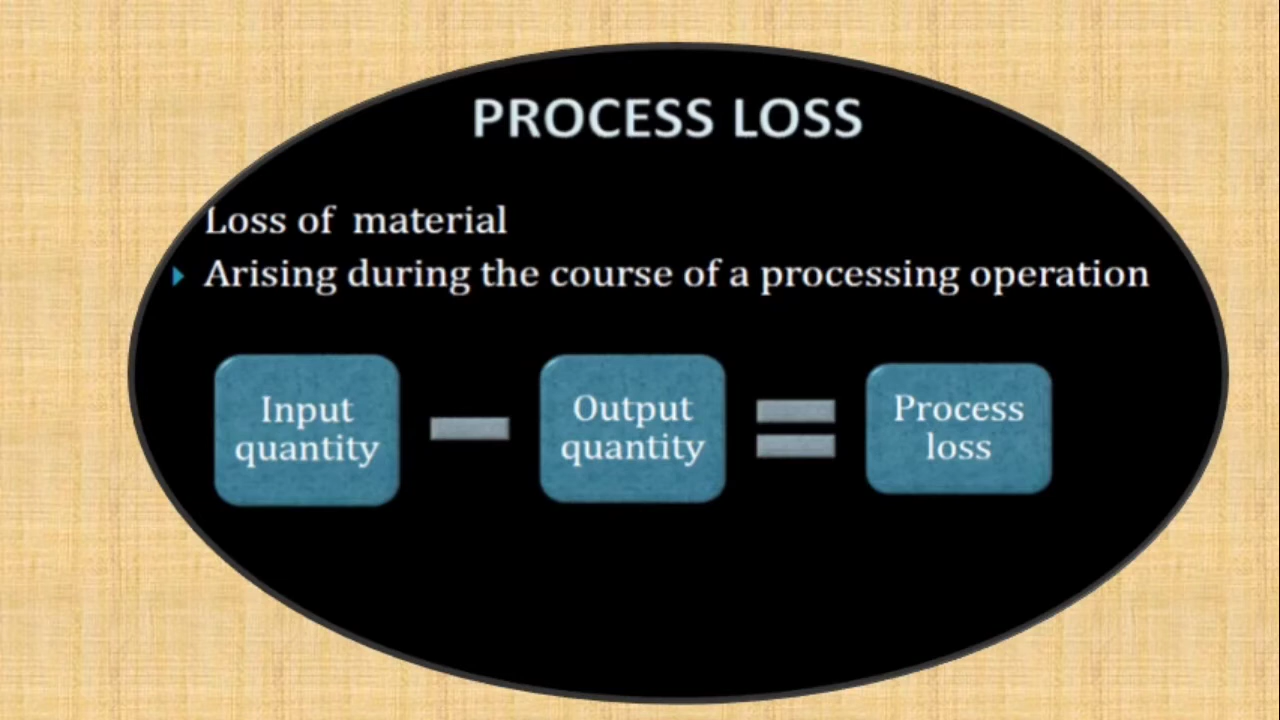 PROCESS LOSS
Loss of material
Arising during the course of a processing operation
Input
quantity
Output
quantity
Process
loss